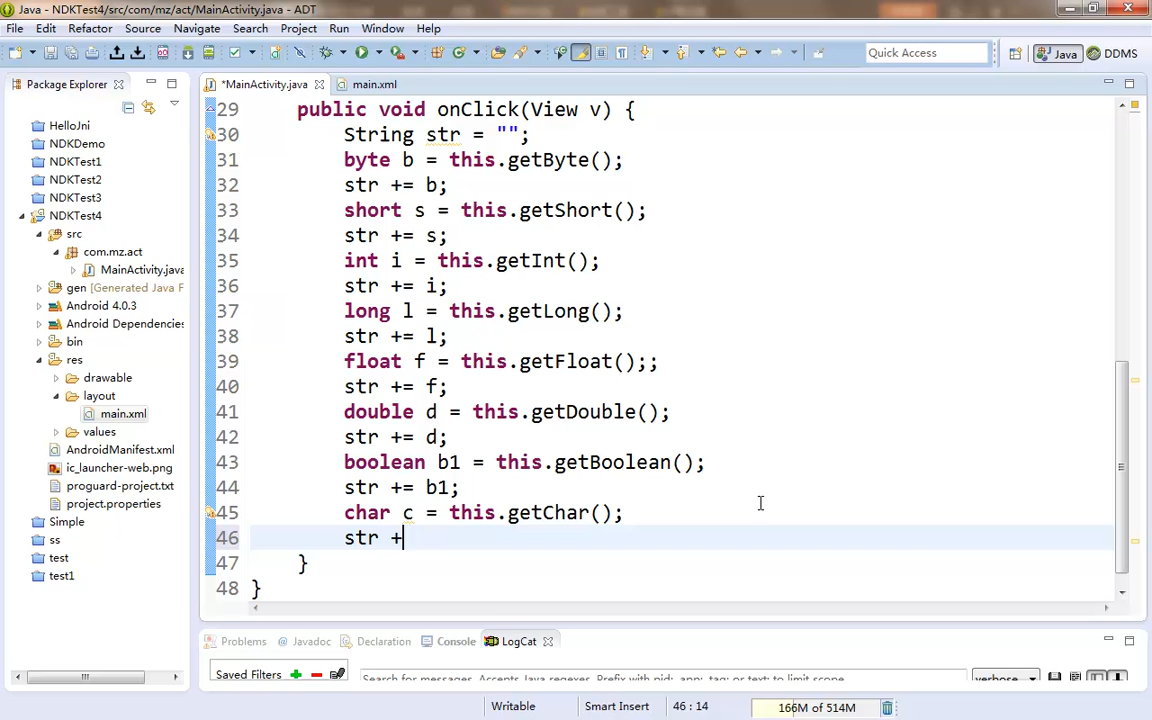 Java - NDKTest4/src/com/mz/act/MainActivity.java - ADT
File Edit Refactor Source Navigate Search Project Run Window Help
Quick Access
Java
DDMS
Package Explorer
HelloJni
NDKDemo
NDKTest1
NDKTest2
NDKTest3
NDKTest4
src
com.mz.act
MainActivity.java
gen [Generated Java F
Android 4.0.3
Android Dependencies
bin
res
drawable
layout
main.xml
values
AndroidManifest.xml
ic_launcher-web.png
proguard-project.txt
project.properties
Simple
ss
test
test1
*MainActivity.java
main.xml
29 public void onClick(View v) {
30 String str = "";
31 byte b = this.getByte();
32 str += b;
33 short s = this.getShort();
34 str += s;
35 int i = this.getInt();
36 str += i;
37 long l = this.getLong();
38 str += l;
39 float f = this.getFloat();;
40 str += f;
41 double d = this.getDouble();
42 str += d;
43 boolean b1 = this.getBoolean();
44 str += b1;
45 char c = this.getChar();
46 str +
47 }
48 }
Problems @ Javadoc Declaration Console LogCat
Saved Filters
Search for messages. Accepts Java regexes. Prefix with pid:, app:, tag: or text: to limit scope.
verbose
Writable
Smart Insert
46 : 14
166M of 514M